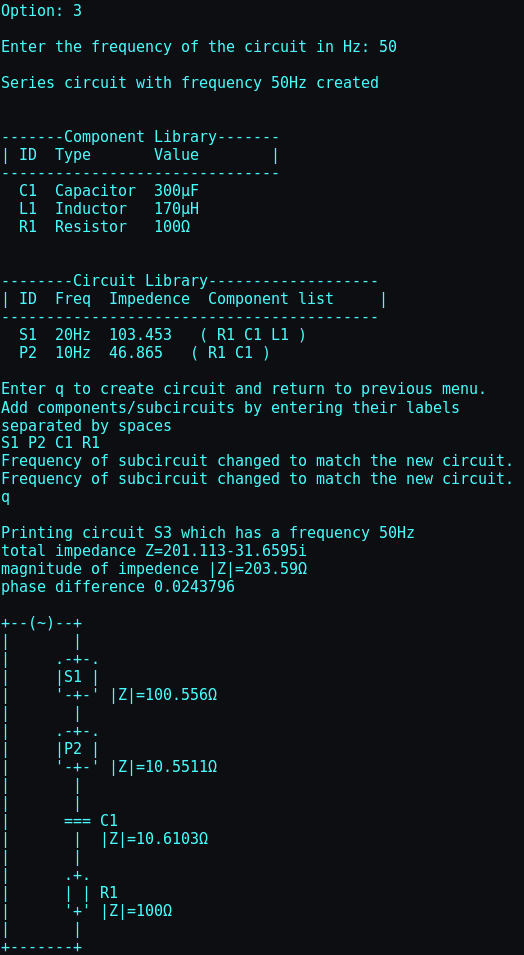 Option: 3
Enter the frequency of the circuit in Hz: 50
Series circuit with frequency 50Hz created
-------Component Library-------
| ID  Type       Value        |
-------------------------------
  C1  Capacitor  300μF
  L1  Inductor   170μH
  R1  Resistor   100Ω
--------Circuit Library-------------------
| ID  Freq  Impedence  Component list     |
------------------------------------------
  S1  20Hz  103.453   ( R1 C1 L1 )
  P2  10Hz  46.865   ( R1 C1 )
Enter q to create circuit and return to previous menu.
Add components/subcircuits by entering their labels
separated by spaces
S1 P2 C1 R1
Frequency of subcircuit changed to match the new circuit.
Frequency of subcircuit changed to match the new circuit.
q
Printing circuit S3 which has a frequency 50Hz
total impedance Z=201.113-31.6595i
magnitude of impedence |Z|=203.59Ω
phase difference 0.0243796
+--(~)--+
|       |
|     .-+-.
|     |S1 |
|     '-+-' |Z|=100.556Ω
|       |
|     .-+-.
|     |P2 |
|     '-+-' |Z|=10.5511Ω
|       |
|       |
|      === C1
|       |  |Z|=10.6103Ω
|       |
|      .+.
|      | | R1
|      '+' |Z|=100Ω
|       |
+-------+